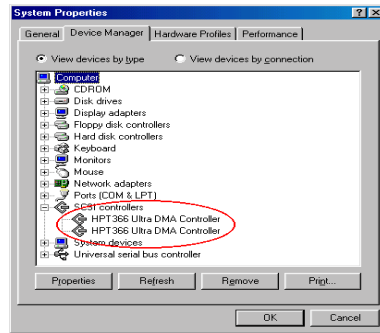 System Properties
General Device Manager Hardware Profiles Performance
View devices by type View devices by connection
Computer
CDROM
Disk drives
Display adapters
Floppy disk controllers
Hard disk controllers
Keyboard
Monitors
Mouse
Network adapters
Ports (COM & LPT)
SCSI controllers
HPT366 Ultra DMA Controller
HPT366 Ultra DMA Controller
System devices
Universal serial bus controller
Properties Refresh Remove Print...
OK Cancel